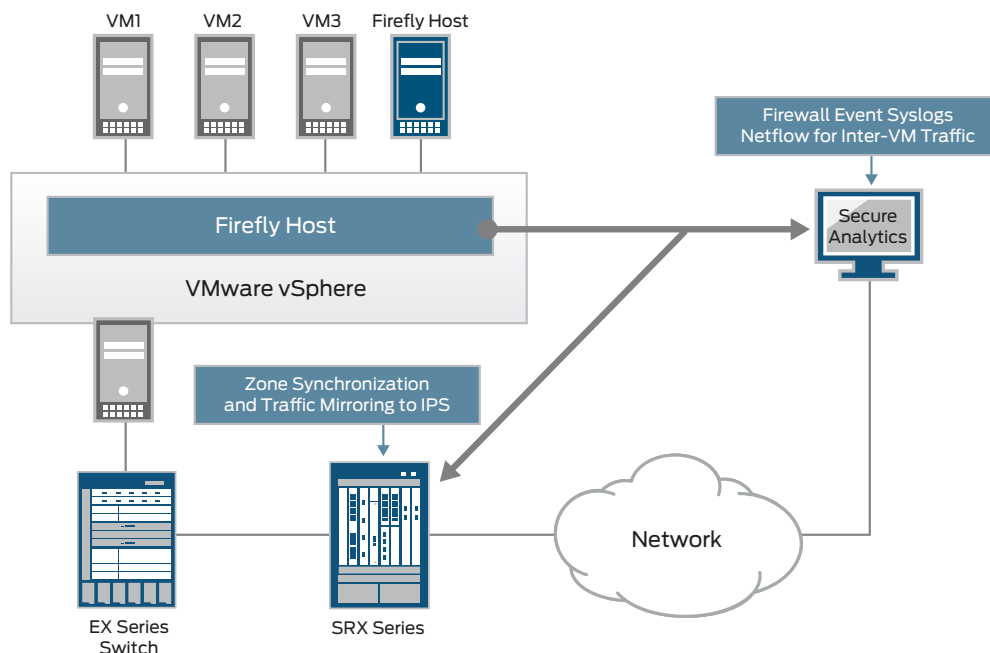 VM1
VM2
VM3
Firefly Host
Firewall Event Syslogs
Netflow for Inter-VM Traffic
Firefly Host
Secure
Analytics
VMware vSphere
Zone Synchronization
and Traffic Mirroring to IPS
Network
EX Series
Switch
SRX Series